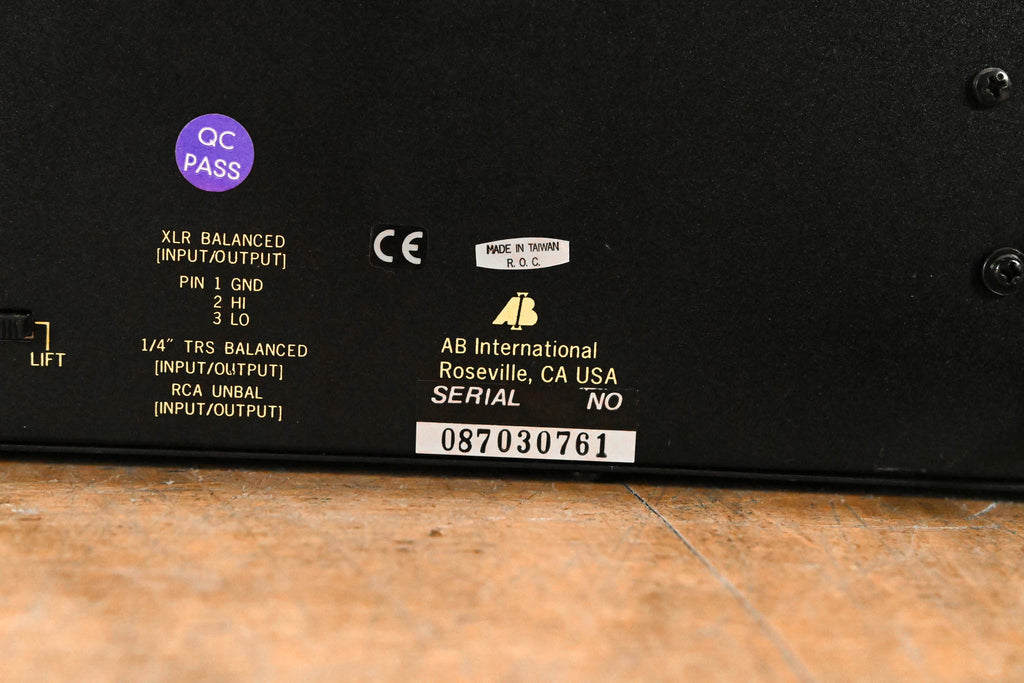 QC
PASS
XLR BALANCED
[INPUT/OUTPUT]
PIN 1 GND
2 HI
3 LO
1/4" TRS BALANCED
[INPUT/OUTPUT]
RCA UNBAL
[INPUT/OUTPUT]
LIFT
CE
MADE IN TAIWAN
R. O. C.
AB
AB International
Roseville, CA USA
SERIAL NO
087030761